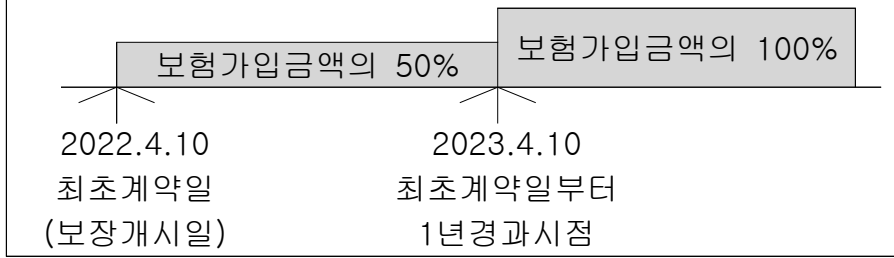 보험가입금액의 50%
보험가입금액의 100%
2022.4.10
최초계약일
(보장개시일)
2023.4.10
최초계약일부터
1년경과시점